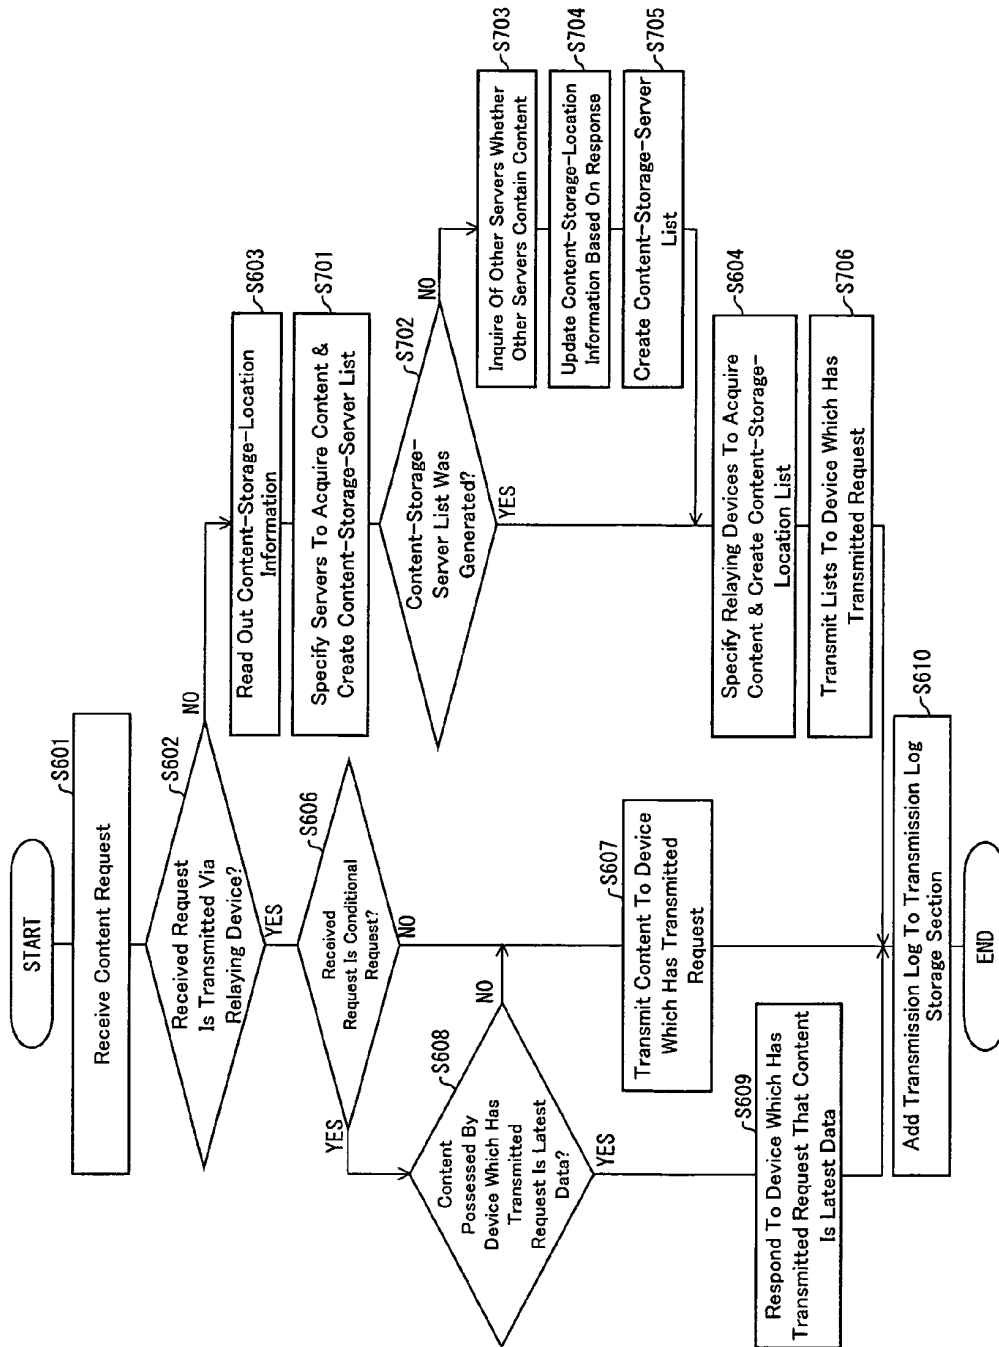 START
S601
Receive Content Request
S602
Received Request
Is Transmitted Via
Relaying Device?
NO
YES
S603
Read Out Content-Storage-Location
Information
S701
Specify Servers To Acquire Content &
Create Content-Storage-Server List
S702
Content-Storage-
Server List Was
Generated?
NO
YES
S703
Inquire Of Other Servers Whether
Other Servers Contain Content
S704
Update Content-Storage-Location
Information Based On Response
S705
Create Content-Storage-Server
List
S604
Specify Relaying Devices To Acquire
Content & Create Content-Storage-
Location List
S706
Transmit Lists To Device Which Has
Transmitted Request
S606
Received
Request Is Conditional
Request?
YES
NO
S608
Content
Possessed By
Device Which Has
Transmitted
Request Is Latest
Data?
NO
YES
S607
Transmit Content To Device
Which Has Transmitted
Request
S609
Respond To Device Which Has
Transmitted Request That Content
Is Latest Data
S610
Add Transmission Log To Transmission Log
Storage Section
END